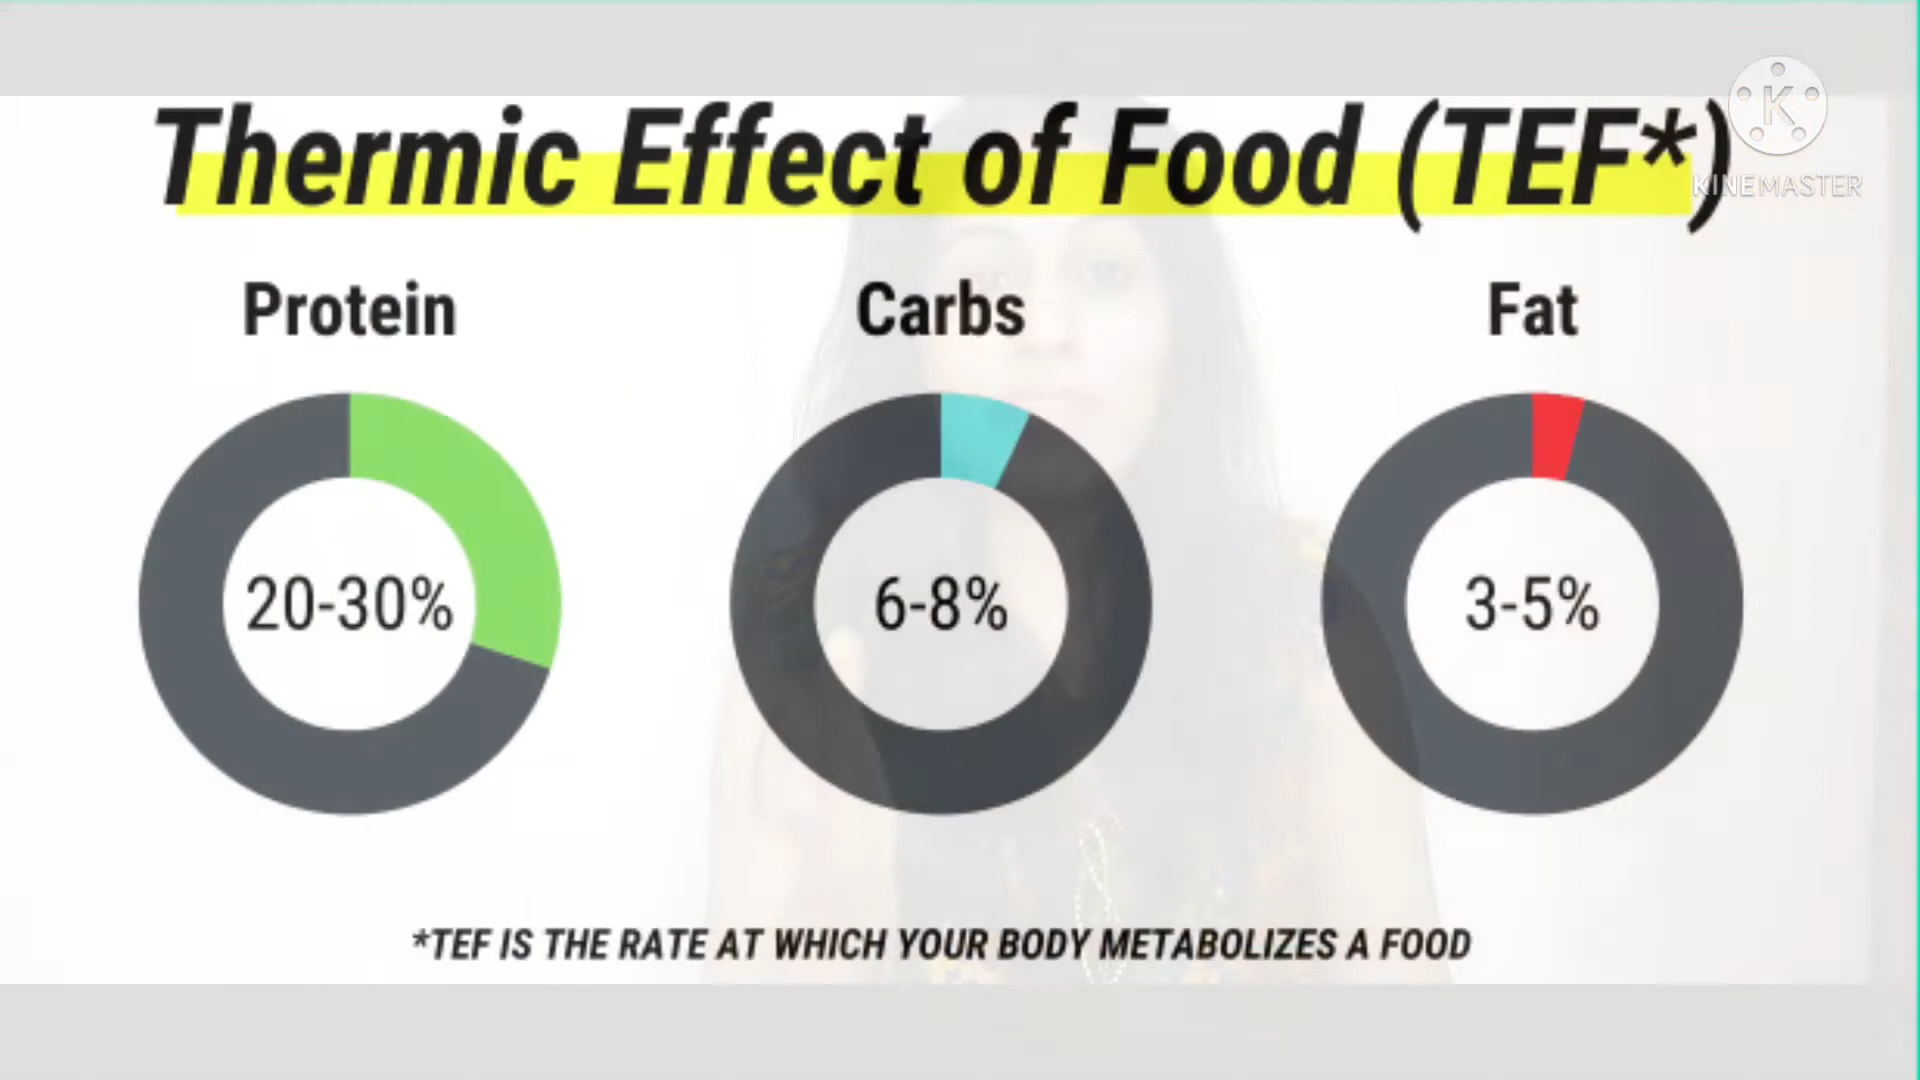 Thermic Effect of Food (TEF*)
K
KINEMASTER
Protein
Carbs
Fat
20-30%
6-8%
3-5%
*TEF IS THE RATE AT WHICH YOUR BODY METABOLIZES A FOOD